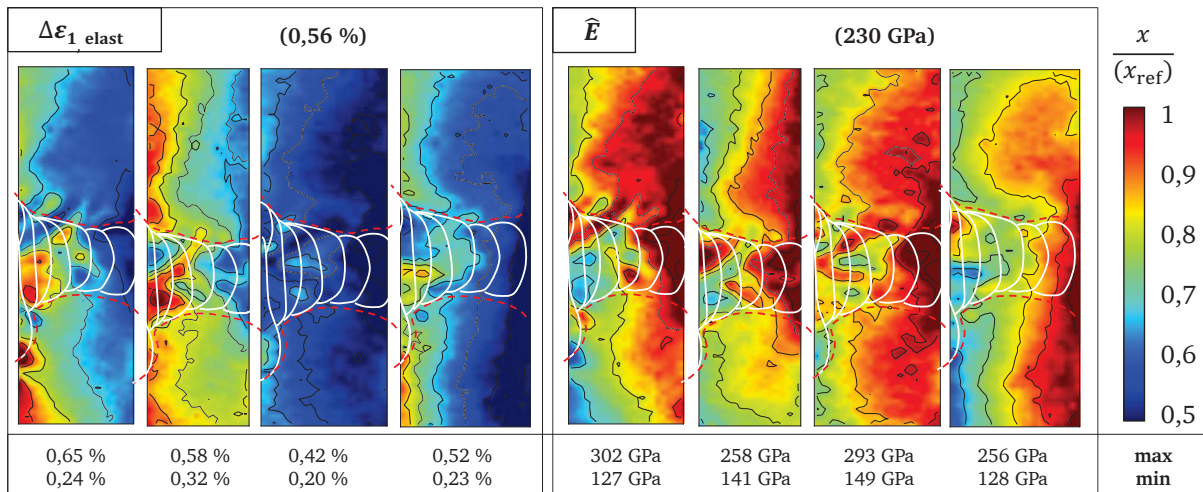 Δε1, elast (0,56 %) Ê (230 GPa) x
(xref)
1
0,9
0,8
0,7
0,6
0,5
0,65 % 0,58 % 0,42 % 0,52 % 302 GPa 258 GPa 293 GPa 256 GPa max
0,24 % 0,32 % 0,20 % 0,23 % 127 GPa 141 GPa 149 GPa 128 GPa min